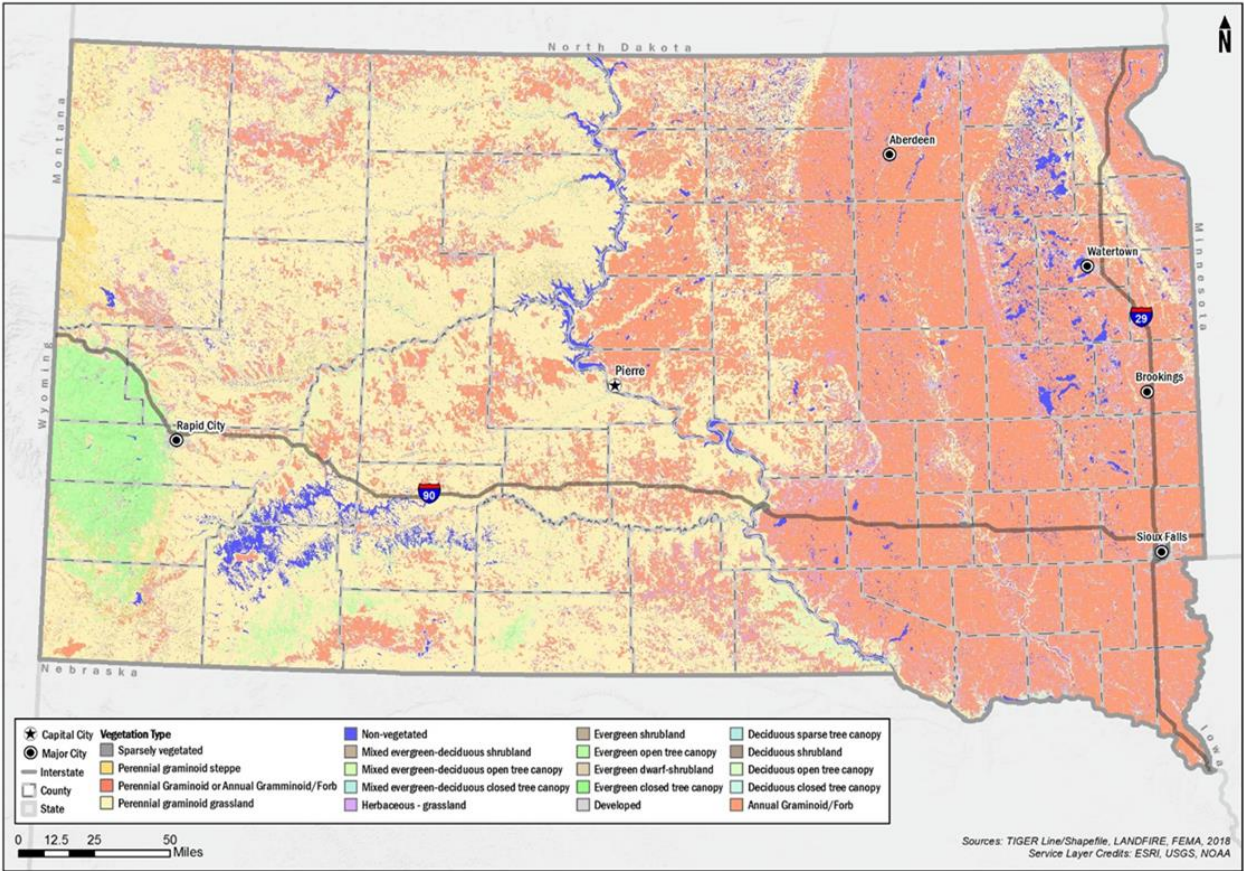 North Dakota
N
Montana
Aberdeen
Minnesota
Watertown
29
Wyoming
Pierre
Brookings
Rapid City
90
Sioux Falls
Nebraska
Iowa
Capital City
Major City
Interstate
County
State
Vegetation Type
Sparsely vegetated
Perennial graminoid steppe
Perennial Graminoid or Annual Gramminoid/Forb
Perennial graminoid grassland
Non-vegetated
Mixed evergreen-deciduous shrubland
Mixed evergreen-deciduous open tree canopy
Mixed evergreen-deciduous closed tree canopy
Herbaceous - grassland
Evergreen shrubland
Evergreen open tree canopy
Evergreen dwarf-shrubland
Evergreen closed tree canopy
Developed
Deciduous sparse tree canopy
Deciduous shrubland
Deciduous open tree canopy
Deciduous closed tree canopy
Annual Graminoid/Forb
0 12.5 25 50
Miles
Sources: TIGER Line/Shapefile, LANDFIRE, FEMA, 2018
Service Layer Credits: ESRI, USGS, NOAA